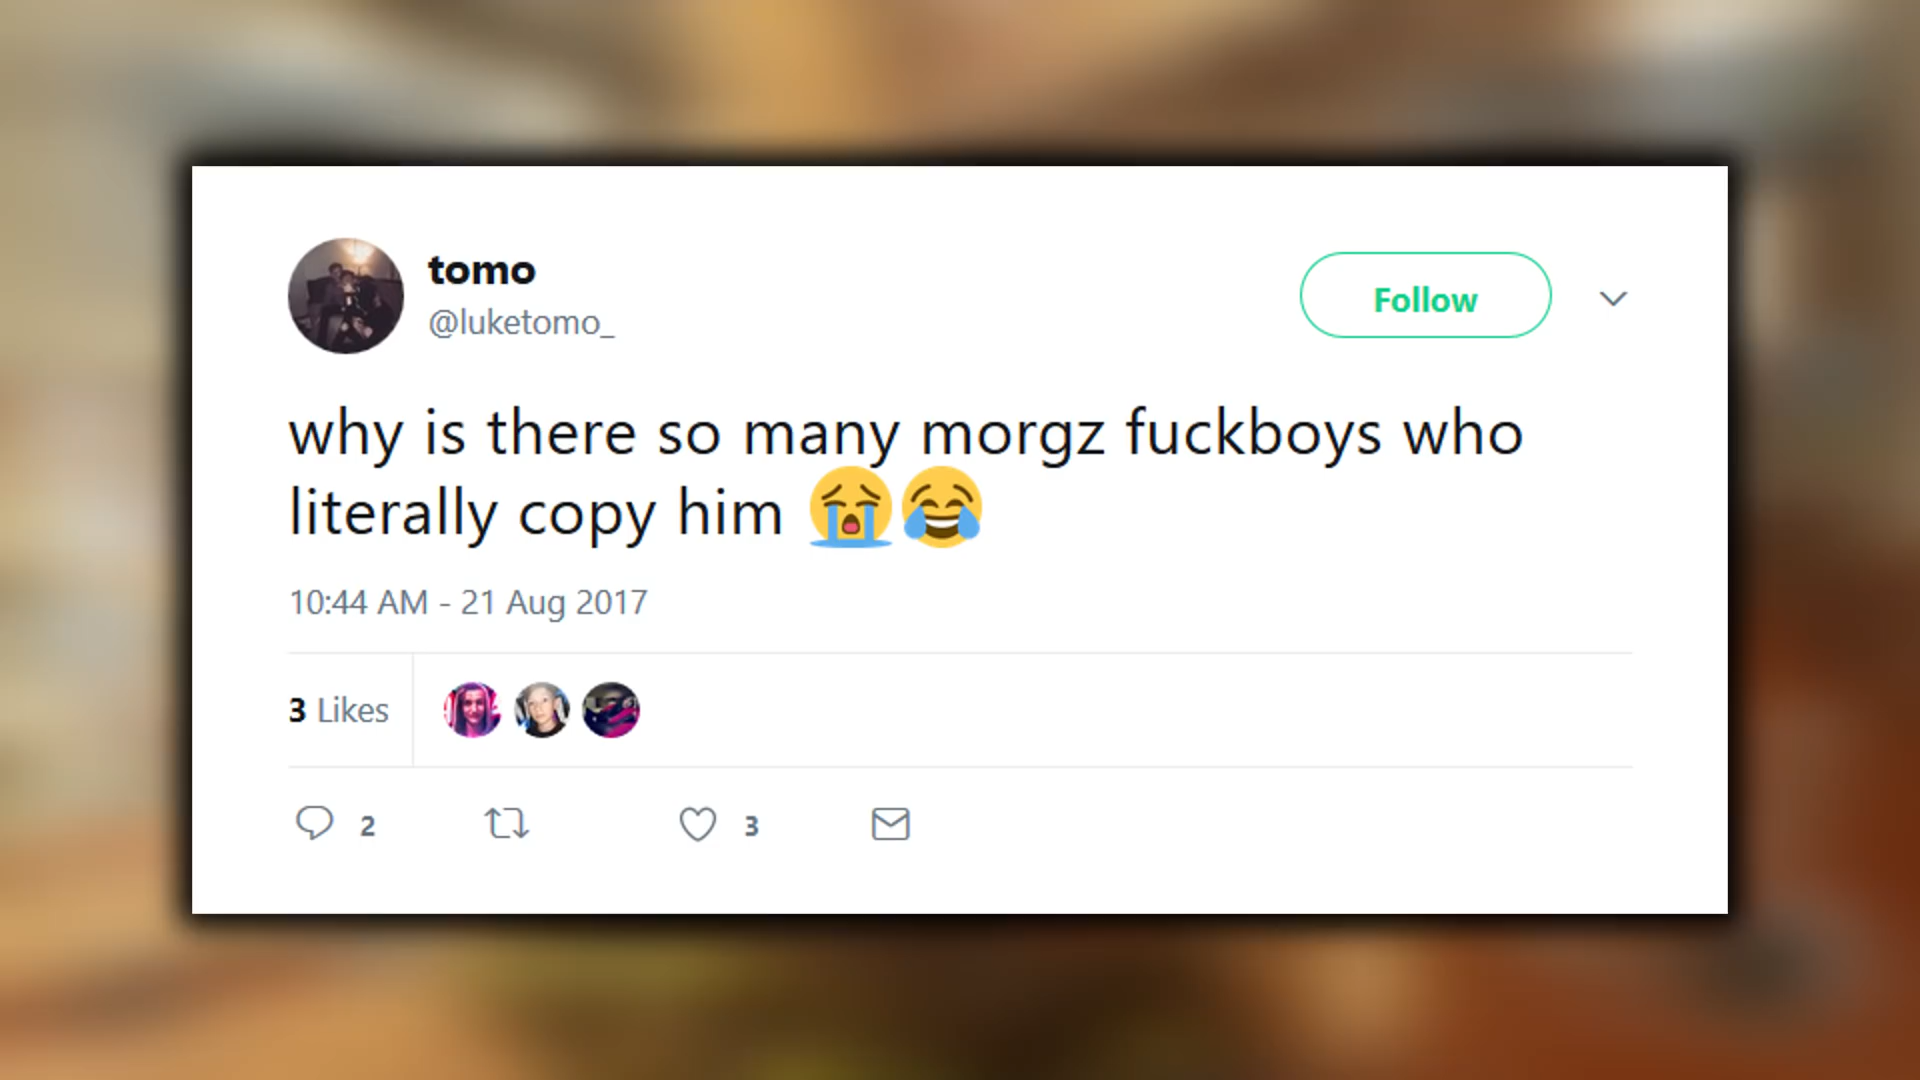 tomo
@luketomo_
Follow
why is there so many morgz fuckboys who
literally copy him 😭😂
10:44 AM - 21 Aug 2017
3 Likes
2
3